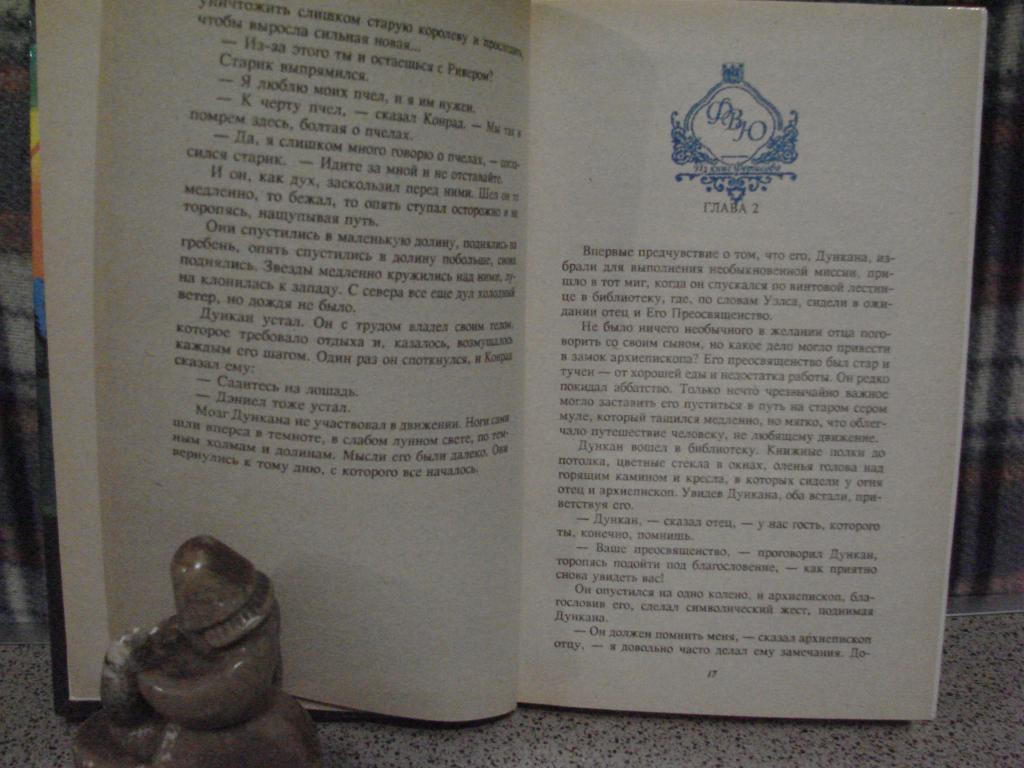 уничтожить слишком старую королеву и проследить,
чтобы выросла сильная новая...
— Из-за этого ты и остаешься с Ривером?
Старик выпрямился.
— Я люблю моих пчел, и я им нужен.
— К черту пчел, — сказал Конрад. — Мы так и
помрем здесь, болтая о пчелах.
— Да, я слишком много говорю о пчелах, — согла-
сился старик. — Идите за мной и не отставайте.
И он, как дух, заскользил перед ними. Шел он то
медленно, то бежал, то опять ступал осторожно и не
торопясь, нащупывая путь.
Они спустились в маленькую долину, поднялись на
гребень, опять спустились в долину побольше, снова
поднялись. Звезды медленно кружились над ними, лу-
на клонилась к западу. С севера все еще дул холодный
ветер, но дождя не было.
Дункан устал. Он с трудом владел своим телом,
которое требовало отдыха и, казалось, возмущалось
каждым его шагом. Один раз он споткнулся, и Конрад
сказал ему:
— Садитесь на лошадь.
— Дэниел тоже устал.
Мозг Дункана не участвовал в движении. Ноги сами
шли вперед в темноте, в слабом лунном свете, по тем-
ным холмам и долинам. Мысли его были далеко. Они
вернулись к тому дню, с которого все началось.
ФВЮ
Из книг Фетисова
ГЛАВА 2
Впервые предчувствие о том, что его, Дункана, из-
брали для выполнения необыкновенной миссии, при-
шло в тот миг, когда он спускался по винтовой лестни-
це в библиотеку, где, по словам Уэлса, сидели в ожи-
дании отец и Его Преосвященство.
Не было ничего необычного в желании отца пого-
ворить со своим сыном, но какое дело могло привести
в замок архиепископа? Его преосвященство был стар и
тучен — от хорошей еды и недостатка работы. Он редко
покидал аббатство. Только нечто чрезвычайно важное
могло заставить его пуститься в путь на старом сером
муле, который тащился медленно, но мягко, что облег-
чало путешествие человеку, не любящему движение.
Дункан вошел в библиотеку. Книжные полки до
потолка, цветные стекла в окнах, оленья голова над
горящим камином и кресла, в которых сидели у огня
отец и архиепископ. Увидев Дункана, оба встали, при-
ветствуя его.
— Дункан, — сказал отец, — у нас гость, которого
ты, конечно, помнишь.
— Ваше преосвященство, — проговорил Дункан,
торопясь подойти под благословение, — как приятно
снова увидеть вас!
Он опустился на одно колено, и архиепископ, бла-
гословив его, сделал символический жест, поднимая
Дункана.
— Он должен помнить меня, — сказал архиепископ
отцу, — я довольно часто делал ему замечания. До-
17